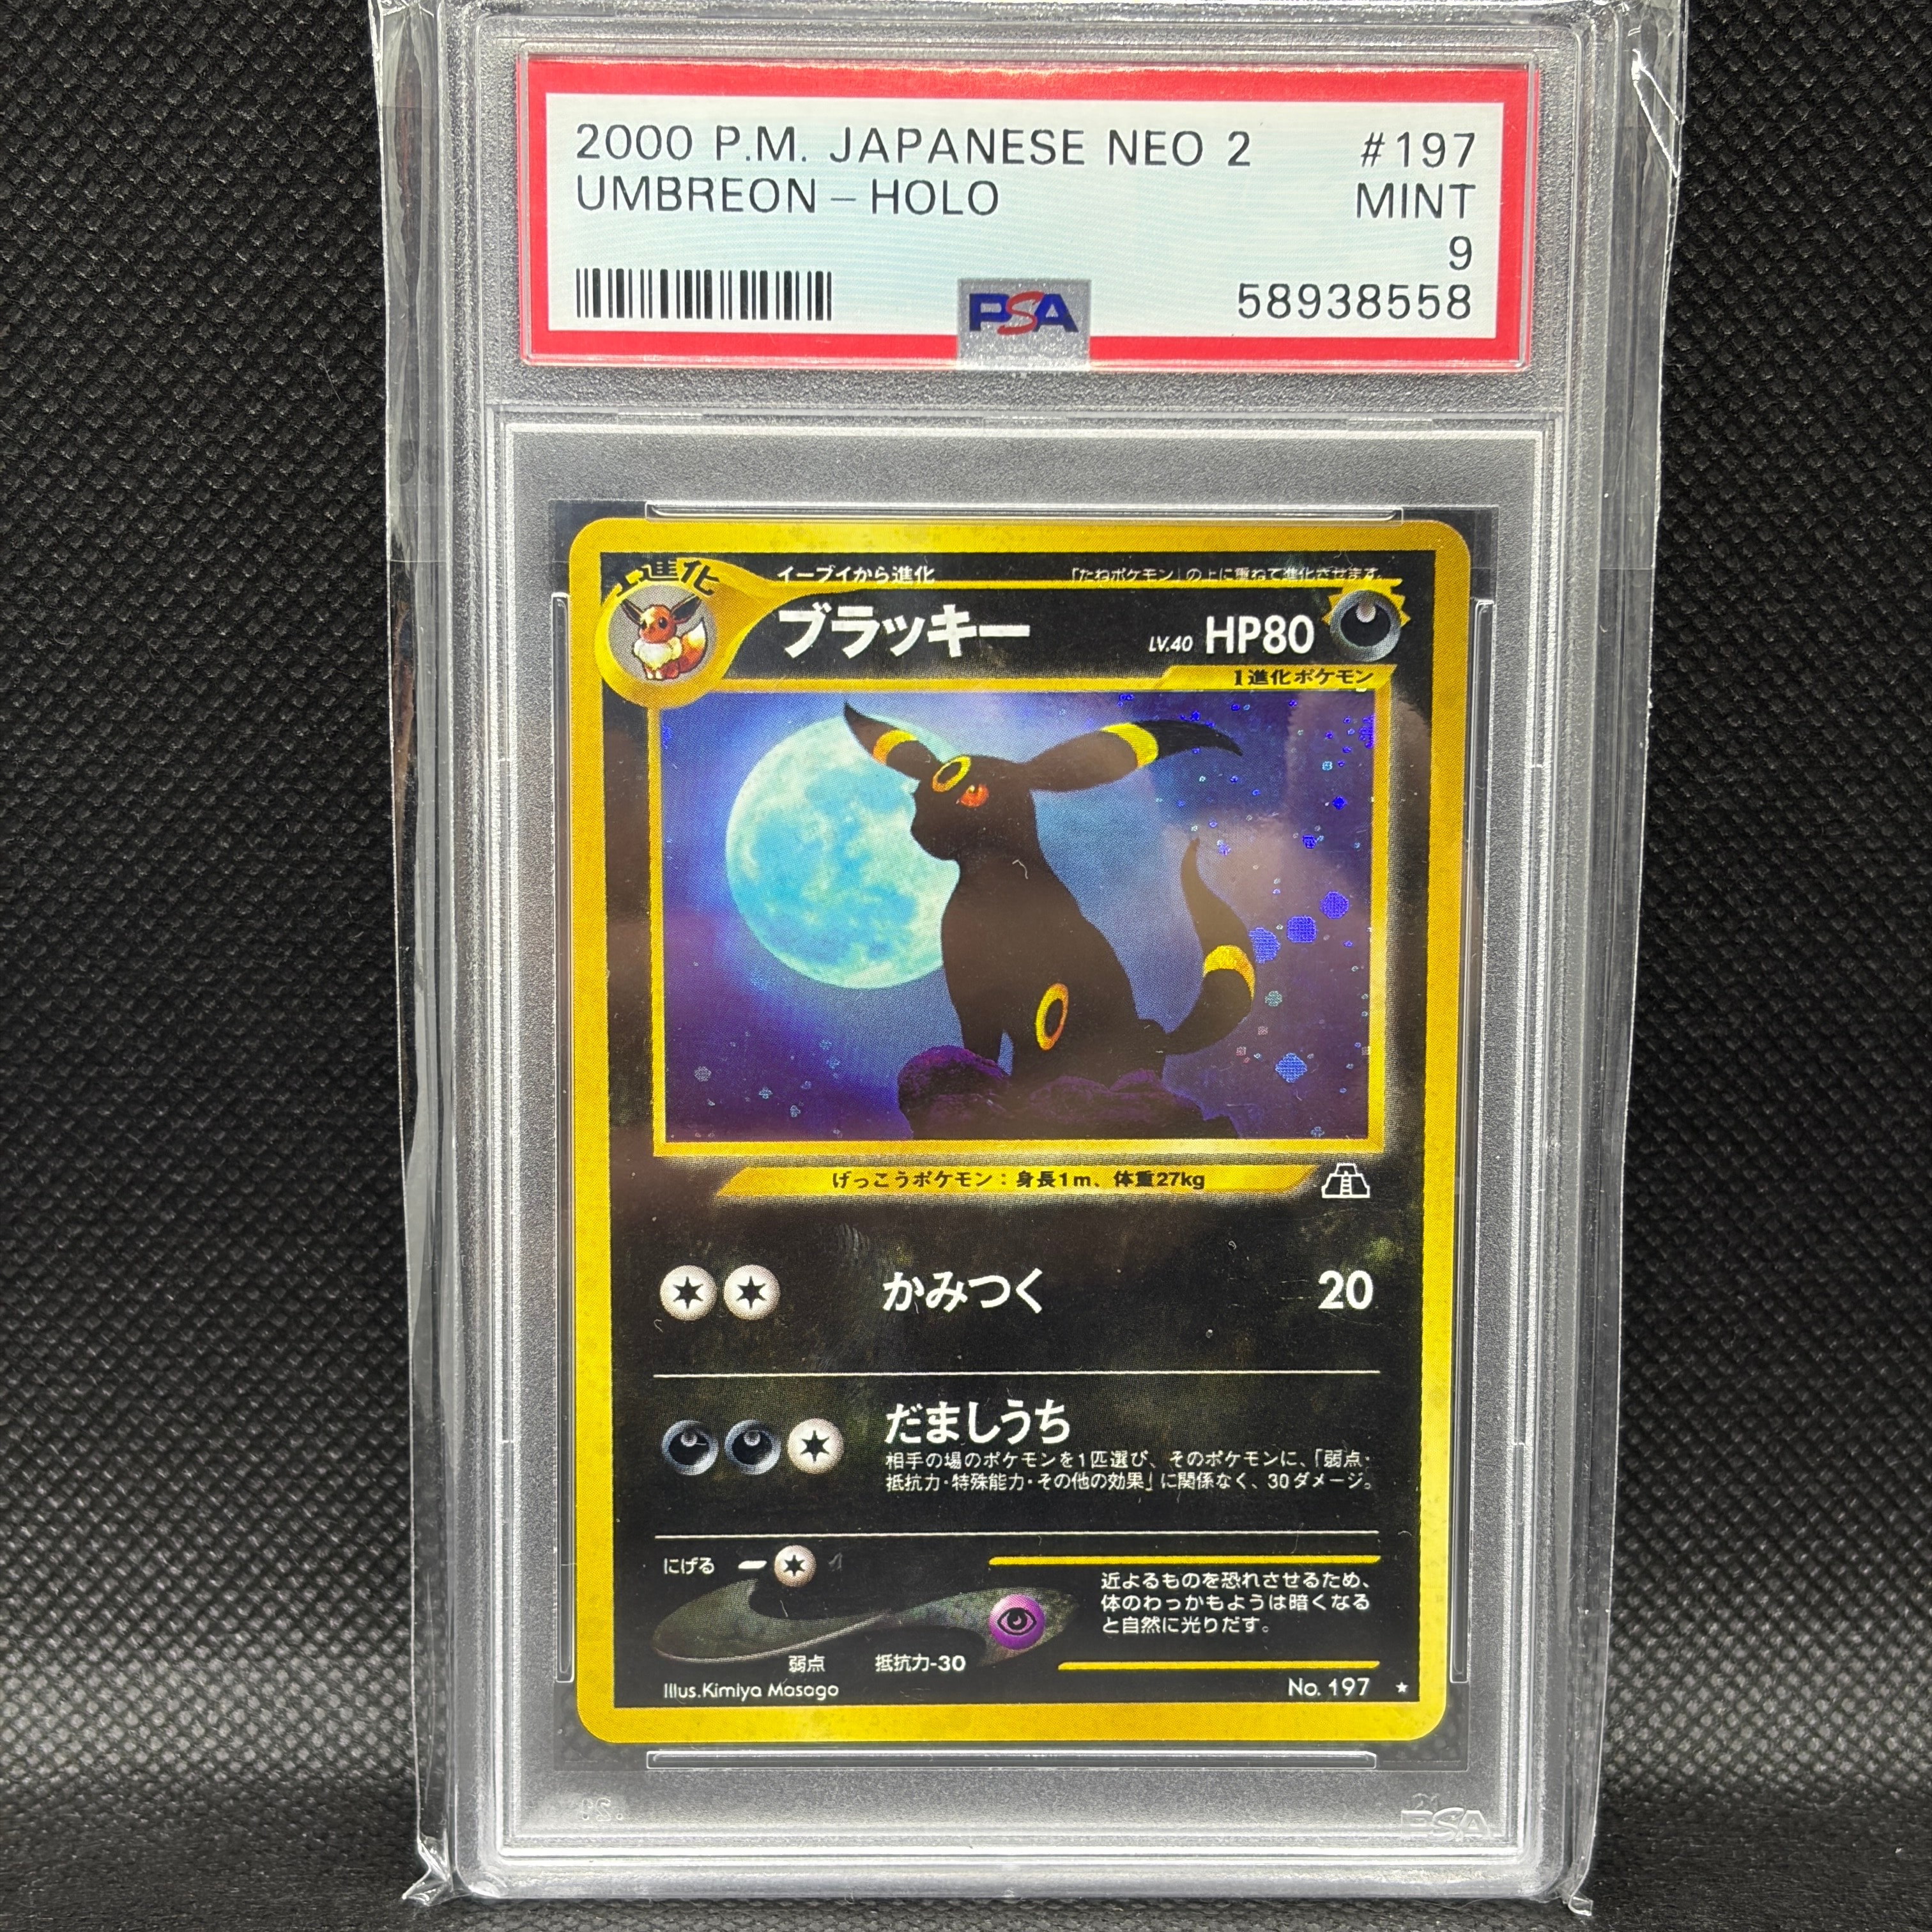 2000 P.M. JAPANESE NEO 2 #197
UMBREON - HOLO MINT
9
PSA 58938558
1進化 イーブイから進化 「たねポケモン」の上に重ねて進化させます。
ブラッキー LV.40 HP80
1進化ポケモン
げっこうポケモン:身長1m、体重27kg
かみつく 20
だましうち
相手の場のポケモンを1匹選び、そのポケモンに、「弱点・
抵抗力・特殊能力・その他の効果」に関係なく、30ダメージ。
にげる
近よるものを恐れさせるため、
体のわっかもようは暗くなる
と自然に光りだす。
弱点 抵抗力-30
Illus.Kimiya Masago No.197 ★
PSA